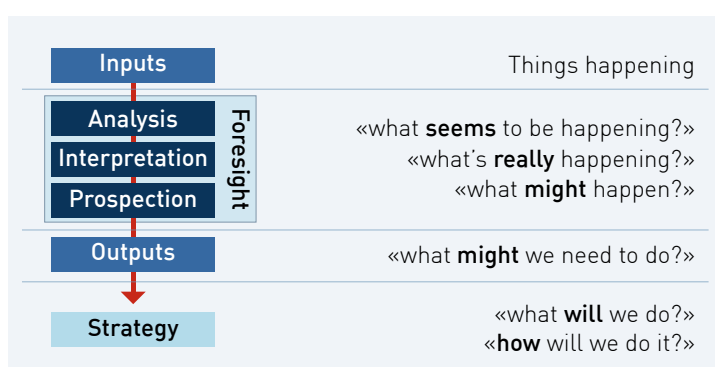 Inputs
Things happening
Analysis
Interpretation
Prospection
Foresight
«what seems to be happening?»
«what's really happening?»
«what might happen?»
Outputs
«what might we need to do?»
Strategy
«what will we do?»
«how will we do it?»